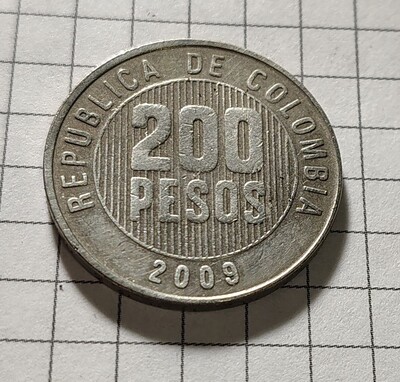 REPUBLICA DE COLOMBIA
200
PESOS
2009